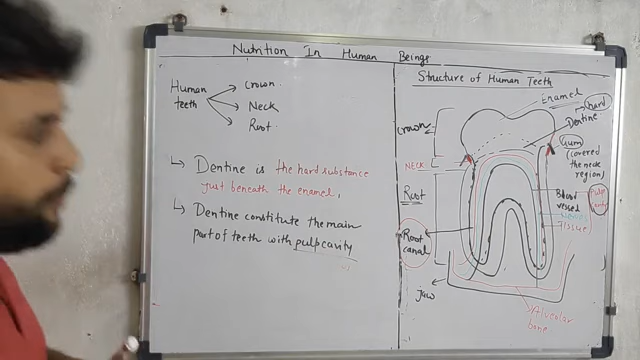 Nutrition In Human Beings
Human teeth
Crown.
Neck
Root.
Dentine is the hard substance
just beneath the enamel,
Dentine constitute the main
part of teeth with pulp cavity
Structure of Human Teeth
Enamel
hard
Dentine
Gum
(covered
the neck
region)
Crown
NECK
Root
Root
canal
Jaw
Blood
vessel
Nerves
Tissue
Pulp
Cavity
Alveolar
bone